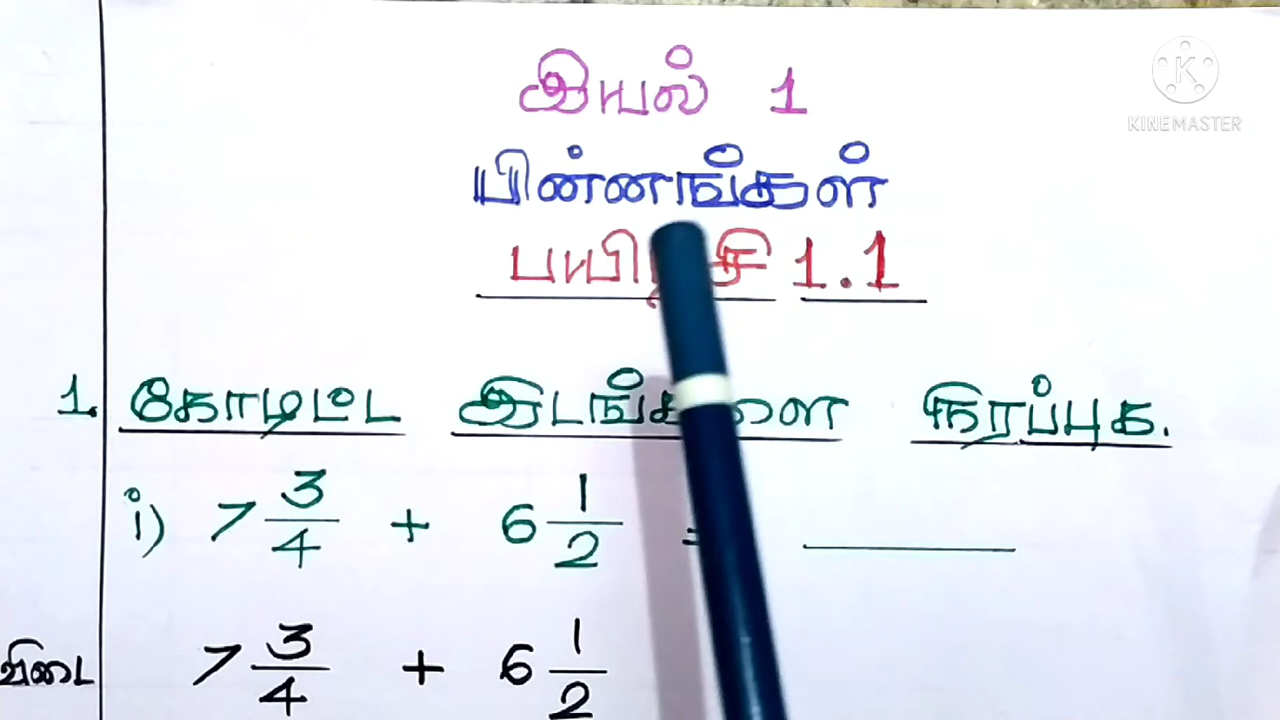 இயல் 1
KINEMASTER
பின்னங்கள்
1.1
1. கோடிட்ட நிரப்புக.
i) 7 3/4 + 6 1/2 = ________
விடை 7 3/4 + 6 1/2